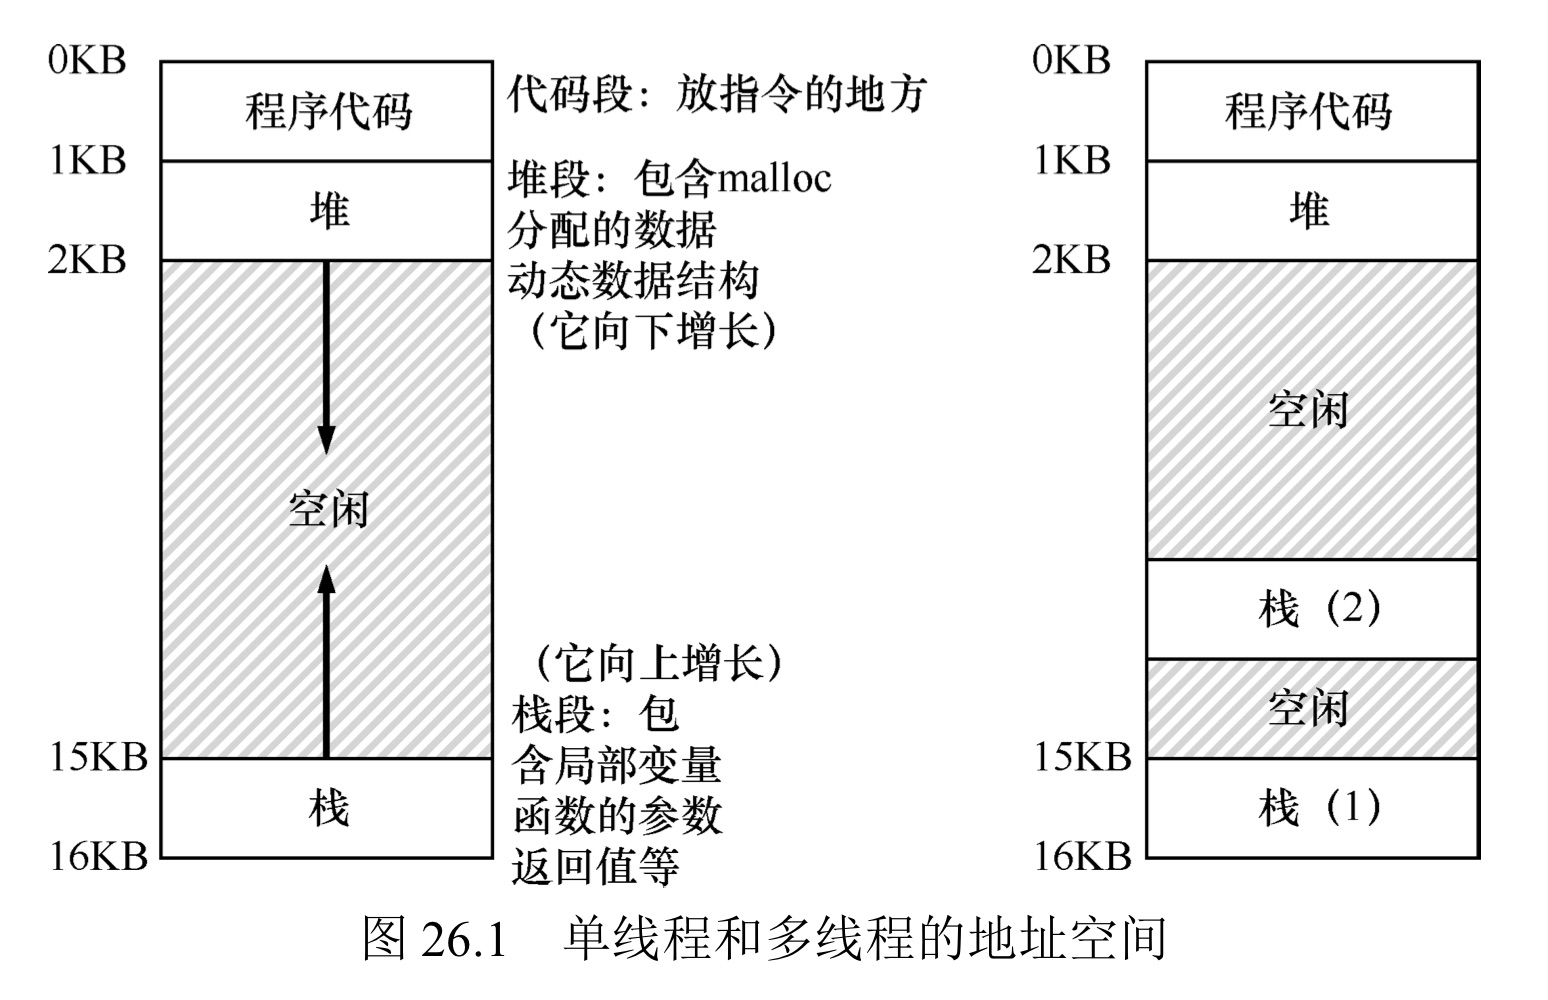 0KB
程序代码
代码段：放指令的地方
1KB
堆
堆段：包含malloc
分配的数据
2KB
动态数据结构
（它向下增长）
空闲
（它向上增长）
栈段：包
15KB
含局部变量
栈
函数的参数
16KB
返回值等
0KB
程序代码
1KB
堆
2KB
空闲
栈（2）
空闲
15KB
栈（1）
16KB
图 26.1 单线程和多线程的地址空间